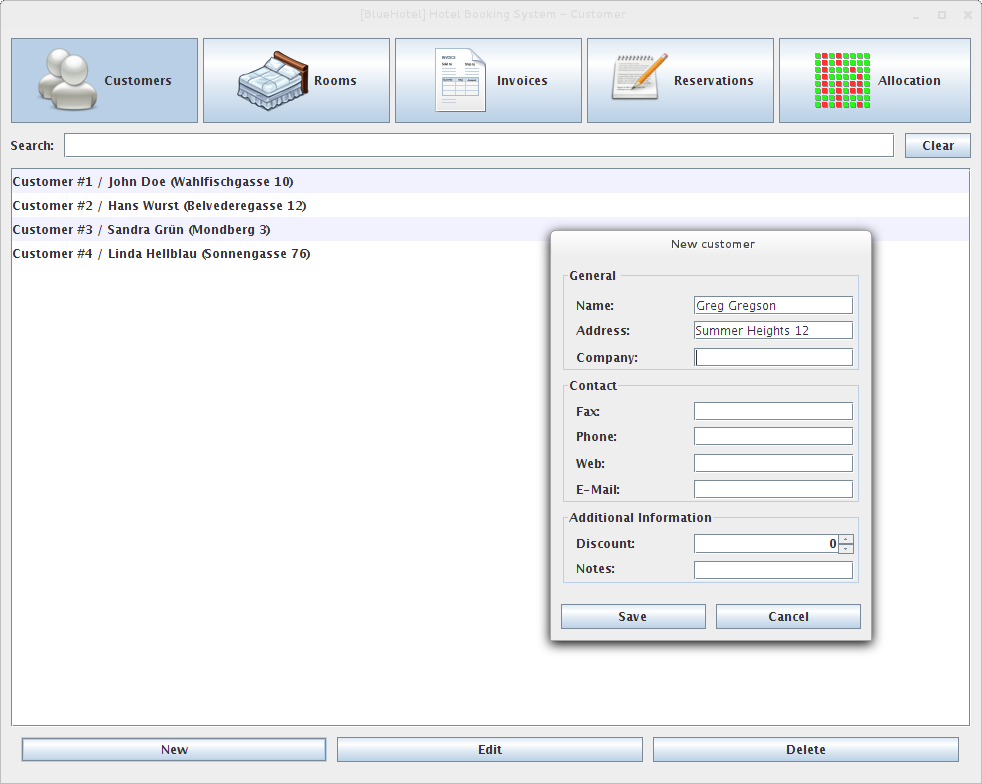 [BlueHotel] Hotel Booking System - Customer
Customers
Rooms
INVOICE
Invoices
Reservations
Allocation
Search:
Clear
Customer #1 / John Doe (Wahlfischgasse 10)
Customer #2 / Hans Wurst (Belvederegasse 12)
Customer #3 / Sandra Grün (Mondberg 3)
Customer #4 / Linda Hellblau (Sonnengasse 76)
New customer
General
Name: Greg Gregson
Address: Summer Heights 12
Company:
Contact
Fax:
Phone:
Web:
E-Mail:
Additional Information
Discount: 0
Notes:
Save Cancel
New Edit Delete